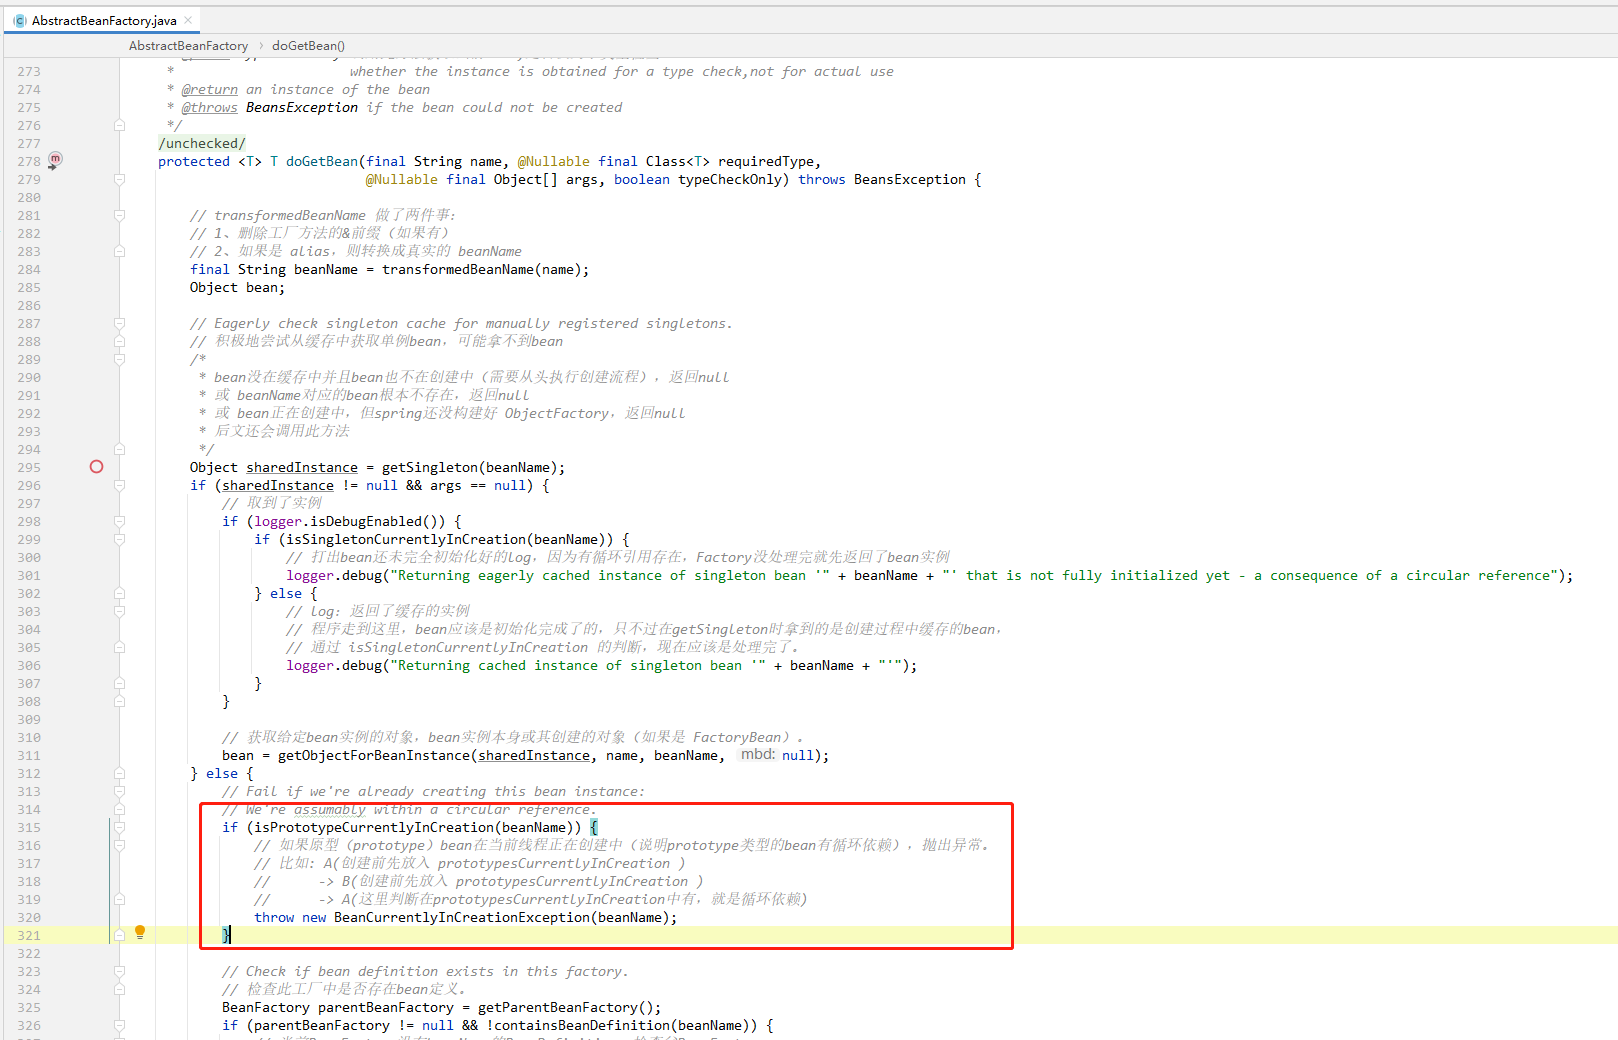 AbstractBeanFactory.java
AbstractBeanFactory › doGetBean()
273 * whether the instance is obtained for a type check,not for actual use
274 * @return an instance of the bean
275 * @throws BeansException if the bean could not be created
276 */
277 /unchecked/
278 protected <T> T doGetBean(final String name, @Nullable final Class<T> requiredType,
279 @Nullable final Object[] args, boolean typeCheckOnly) throws BeansException {
280
281 // transformedBeanName 做了两件事：
282 // 1、删除工厂方法的&前缀（如果有）
283 // 2、如果是 alias，则转换成真实的 beanName
284 final String beanName = transformedBeanName(name);
285 Object bean;
286
287 // Eagerly check singleton cache for manually registered singletons.
288 // 积极地尝试从缓存中获取单例bean，可能拿不到bean
289 /*
290 * bean没在缓存中并且bean也不在创建中（需要从头执行创建流程），返回null
291 * 或 beanName对应的bean根本不存在，返回null
292 * 或 bean正在创建中，但spring还没构建好 ObjectFactory，返回null
293 * 后文还会调用此方法
294 */
295 Object sharedInstance = getSingleton(beanName);
296 if (sharedInstance != null && args == null) {
297 // 取到了实例
298 if (logger.isDebugEnabled()) {
299 if (isSingletonCurrentlyInCreation(beanName)) {
300 // 打出bean还未完全初始化好的log，因为有循环引用存在，Factory没处理完就先返回了bean实例
301 logger.debug("Returning eagerly cached instance of singleton bean '" + beanName + "' that is not fully initialized yet - a consequence of a circular reference");
302 } else {
303 // log：返回了缓存的实例
304 // 程序走到这里，bean应该是初始化完成了的，只不过在getSingleton时拿到的是创建过程中缓存的bean，
305 // 通过 isSingletonCurrentlyInCreation 的判断，现在应该是处理完了。
306 logger.debug("Returning cached instance of singleton bean '" + beanName + "'");
307 }
308 }
309
310 // 获取给定bean实例的对象，bean实例本身或其创建的对象（如果是 FactoryBean）。
311 bean = getObjectForBeanInstance(sharedInstance, name, beanName, mbd: null);
312 } else {
313 // Fail if we're already creating this bean instance:
314 // We're assumably within a circular reference.
315 if (isPrototypeCurrentlyInCreation(beanName)) {
316 // 如果原型（prototype）bean在当前线程正在创建中（说明prototype类型的bean有循环依赖），抛出异常。
317 // 比如：A(创建前先放入 prototypesCurrentlyInCreation )
318 // -> B(创建前先放入 prototypesCurrentlyInCreation )
319 // -> A(这里判断在prototypesCurrentlyInCreation中有，就是循环依赖)
320 throw new BeanCurrentlyInCreationException(beanName);
321 }
322
323 // Check if bean definition exists in this factory.
324 // 检查此工厂中是否存在bean定义。
325 BeanFactory parentBeanFactory = getParentBeanFactory();
326 if (parentBeanFactory != null && !containsBeanDefinition(beanName)) {